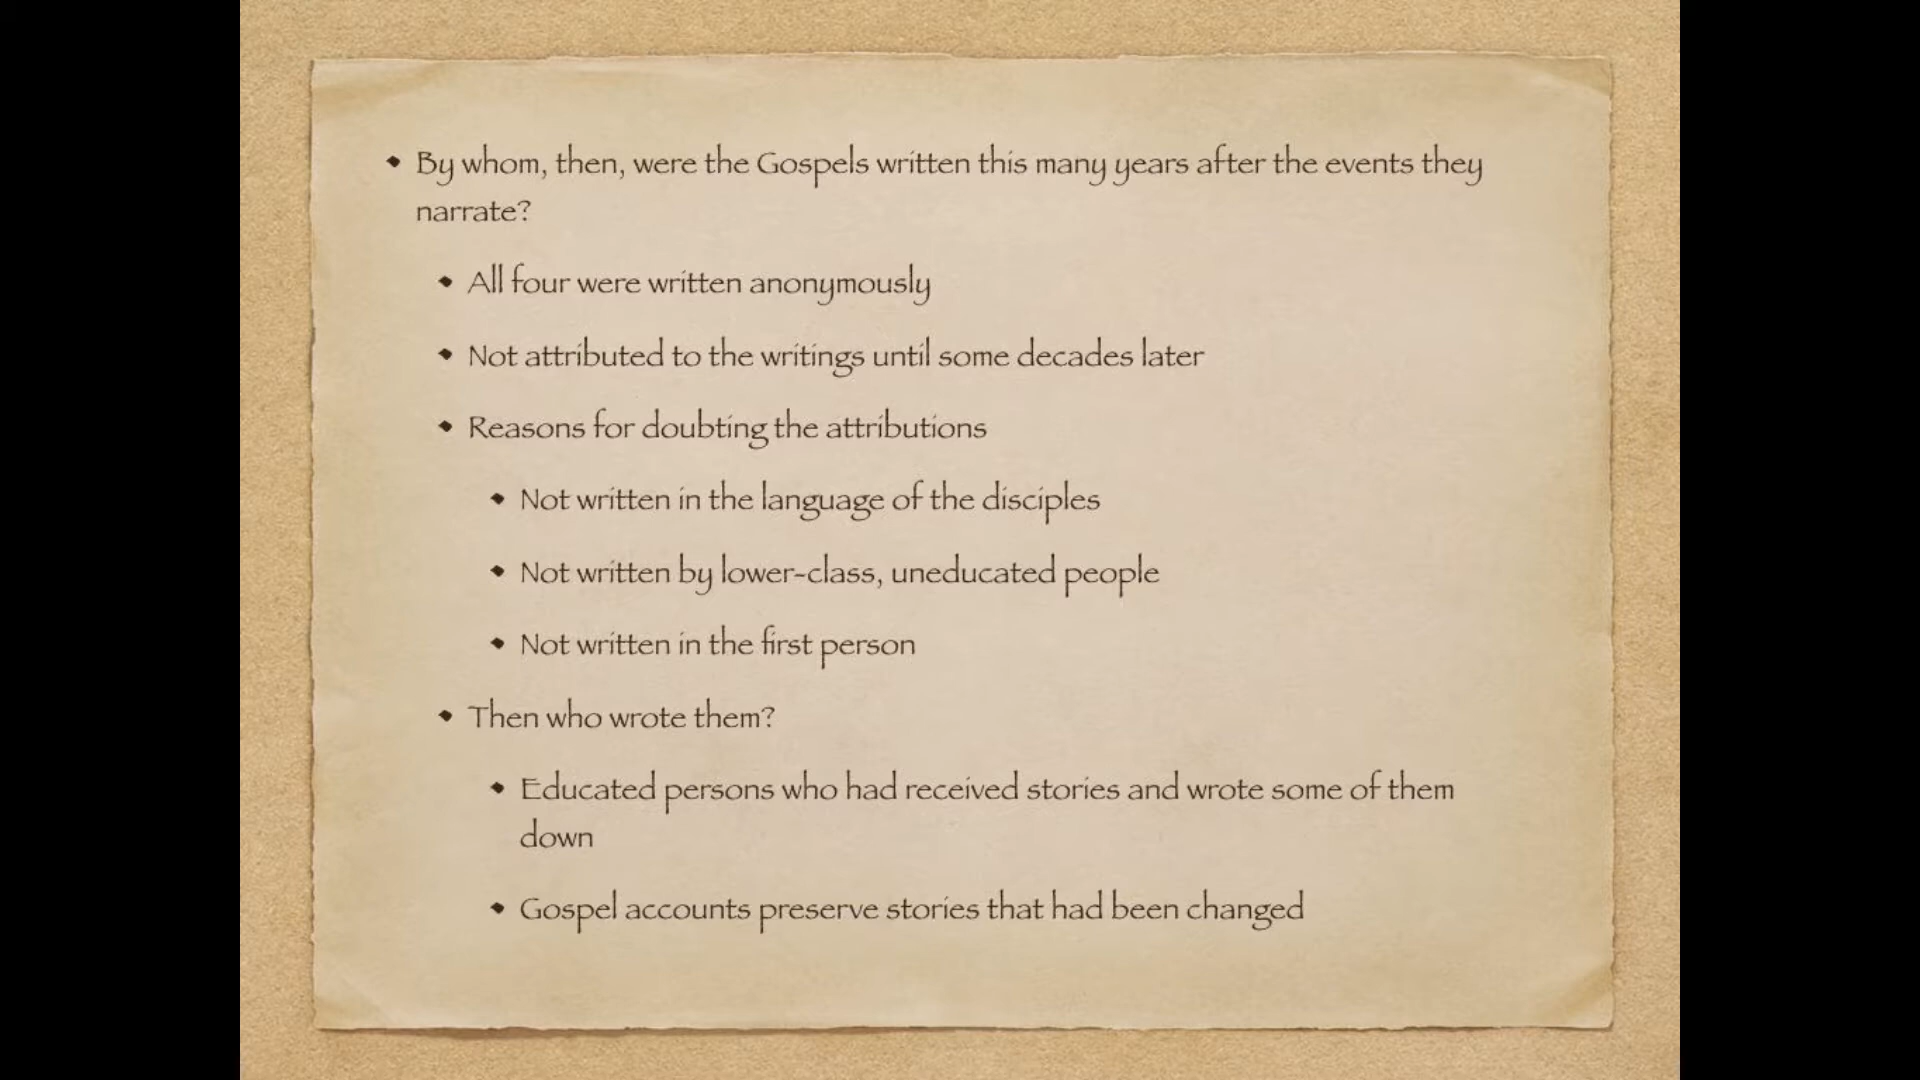 • By whom, then, were the Gospels written this many years after the events they
narrate?
• All four were written anonymously
• Not attributed to the writings until some decades later
• Reasons for doubting the attributions
• Not written in the language of the disciples
• Not written by lower-class, uneducated people
• Not written in the first person
• Then who wrote them?
• Educated persons who had received stories and wrote some of them
down
• Gospel accounts preserve stories that had been changed